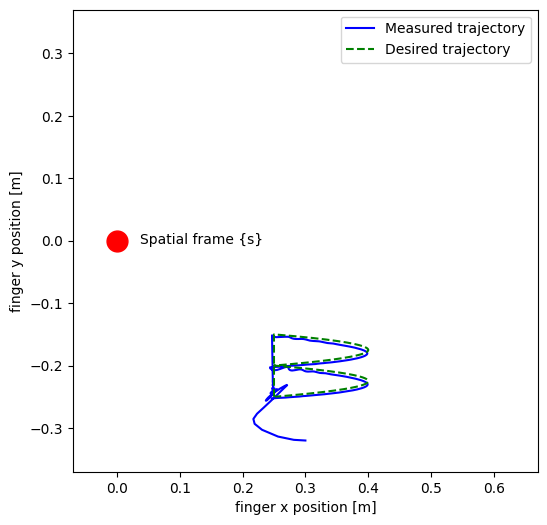 Measured trajectory
Desired trajectory
finger y position [m]
0.3
0.2
0.1
0.0
−0.1
−0.2
−0.3
Spatial frame {s}
0.0 0.1 0.2 0.3 0.4 0.5 0.6
finger x position [m]